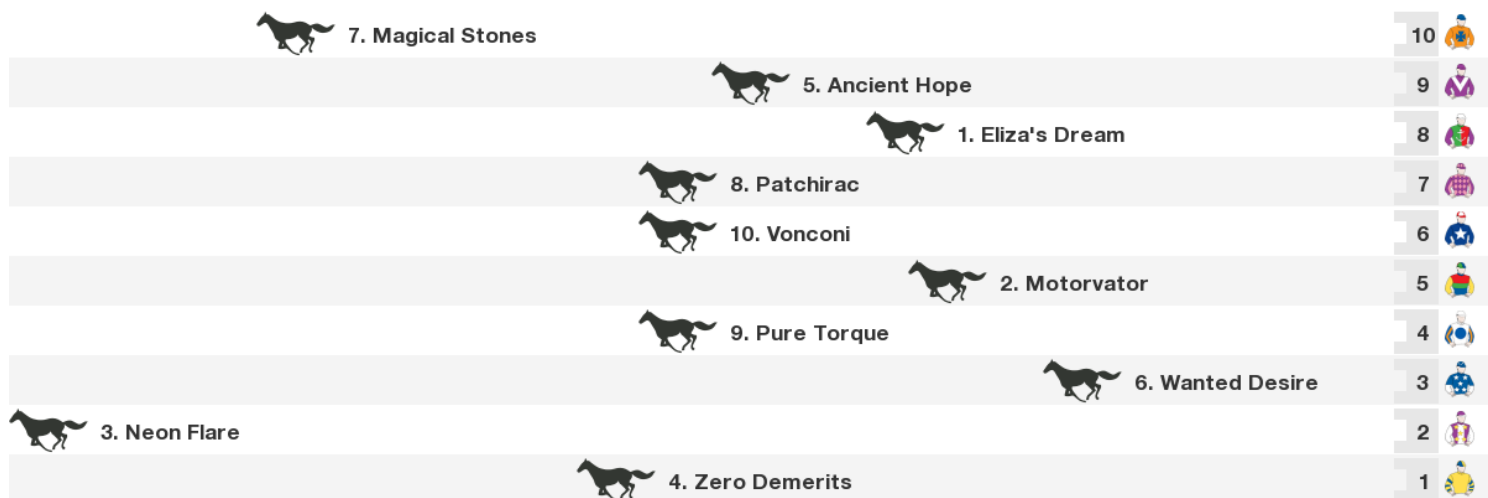 7. Magical Stones 10
5. Ancient Hope 9
1. Eliza's Dream 8
8. Patchirac 7
10. Vonconi 6
2. Motorvator 5
9. Pure Torque 4
6. Wanted Desire 3
3. Neon Flare 2
4. Zero Demerits 1